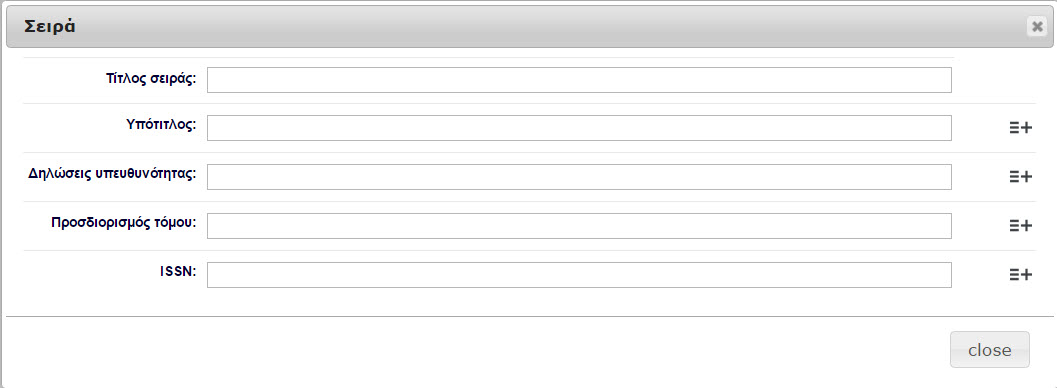 Σειρά
Τίτλος σειράς:
Υπότιτλος:
Δηλώσεις υπευθυνότητας:
Προσδιορισμός τόμου:
ISSN:
close